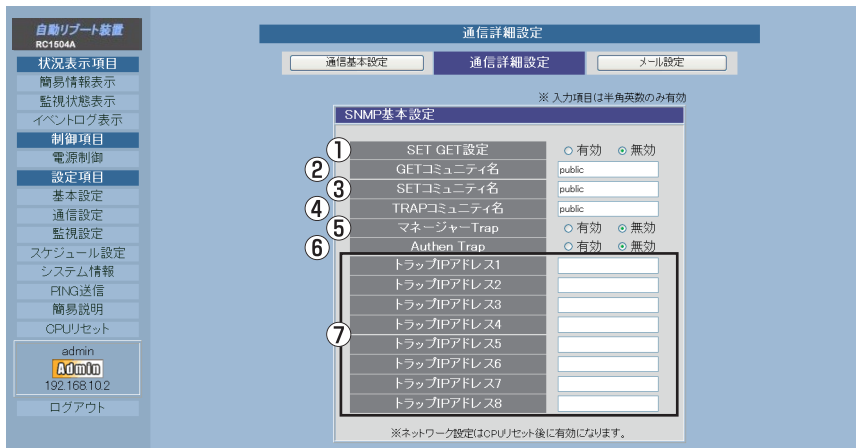 自動リブート装置
RC1504A
状況表示項目
簡易情報表示
監視状態表示
イベントログ表示
制御項目
電源制御
設定項目
基本設定
通信設定
監視設定
スケジュール設定
システム情報
PING送信
簡易説明
CPUリセット
admin
Admin
192.168.10.2
ログアウト
通信詳細設定
通信基本設定 通信詳細設定 メール設定
※ 入力項目は半角英数のみ有効
SNMP基本設定
① SET GET設定 有効 無効
② GETコミュニティ名 public
③ SETコミュニティ名 public
④ TRAPコミュニティ名 public
⑤ マネージャーTrap 有効 無効
⑥ Authen Trap 有効 無効
⑦
トラップIPアドレス1
トラップIPアドレス2
トラップIPアドレス3
トラップIPアドレス4
トラップIPアドレス5
トラップIPアドレス6
トラップIPアドレス7
トラップIPアドレス8
※ネットワーク設定はCPUリセット後に有効になります。